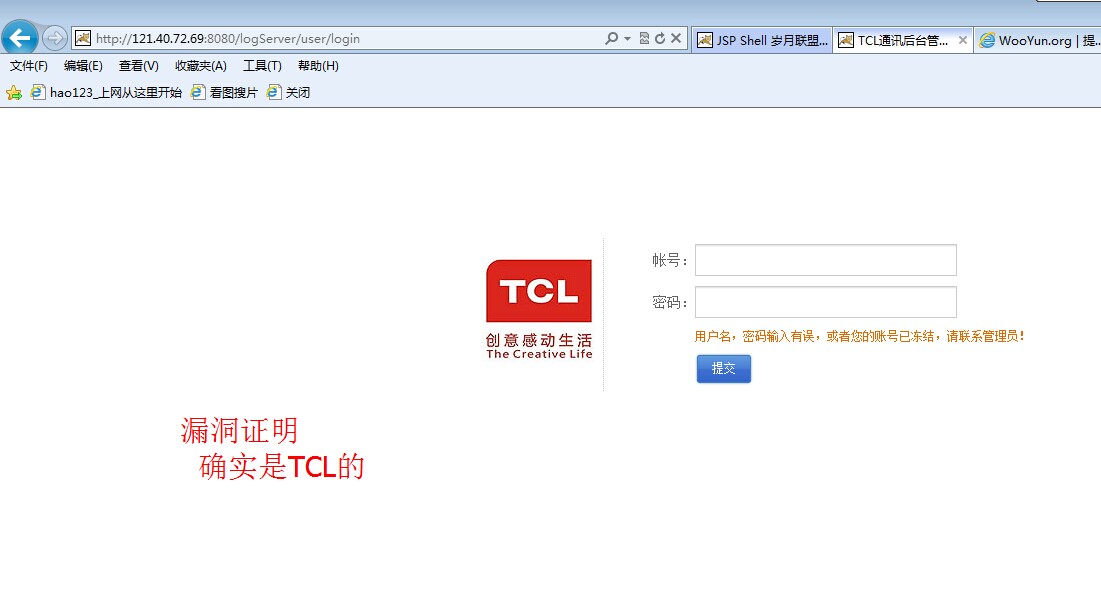 http://121.40.72.69:8080/logServer/user/login
JSP Shell 岁月联盟...
TCL通讯后台管...
WooYun.org | 提...
文件(F) 编辑(E) 查看(V) 收藏夹(A) 工具(T) 帮助(H)
hao123_上网从这里开始 看图搜片 关闭
TCL
创意感动生活
The Creative Life
帐号：
密码：
用户名，密码输入有误，或者您的账号已冻结，请联系管理员！
提交
漏洞证明
确实是TCL的